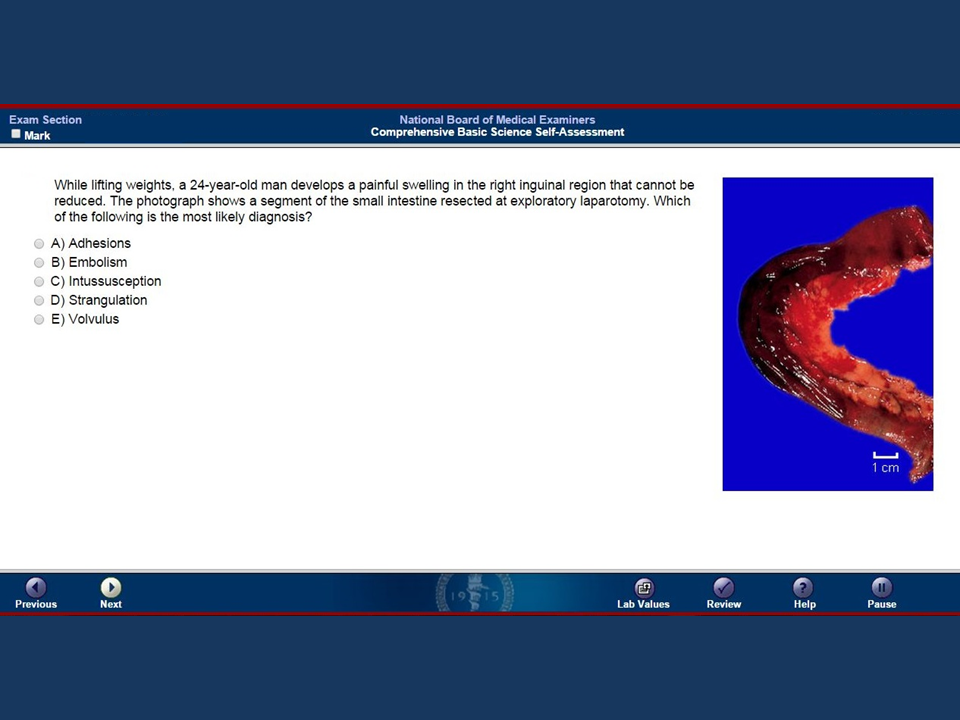 Exam Section
Mark
National Board of Medical Examiners
Comprehensive Basic Science Self-Assessment
While lifting weights, a 24-year-old man develops a painful swelling in the right inguinal region that cannot be
reduced. The photograph shows a segment of the small intestine resected at exploratory laparotomy. Which
of the following is the most likely diagnosis?
A) Adhesions
B) Embolism
C) Intussusception
D) Strangulation
E) Volvulus
1 cm
19 15
Previous
Next
Lab Values
Review
Help
Pause